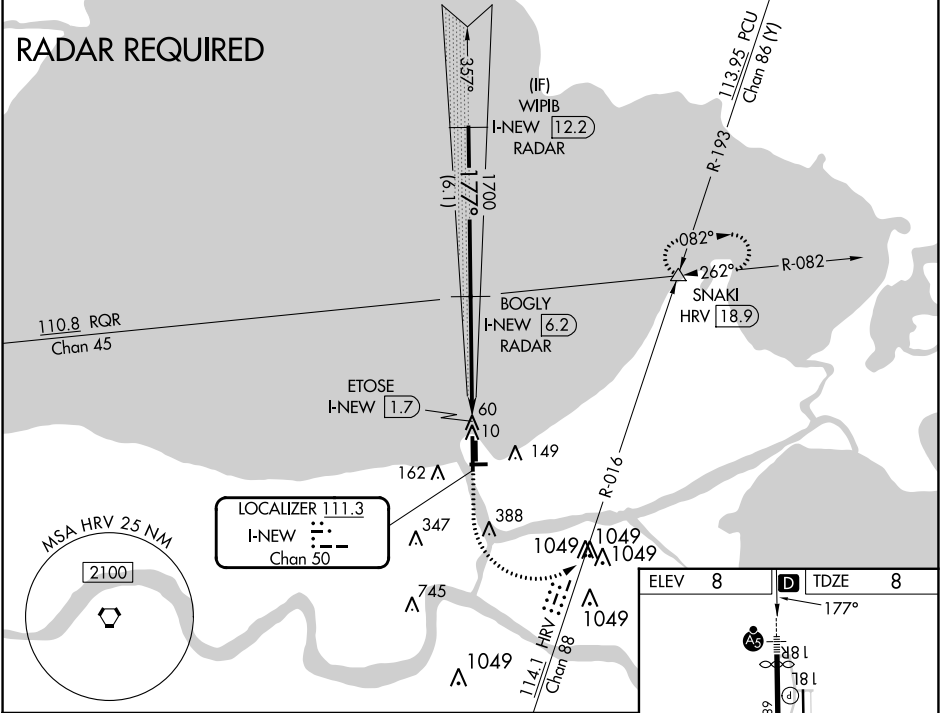 RADAR REQUIRED
357°
(IF)
WIPIB
I-NEW 12.2
RADAR
113.95 PCU
Chan 86 (Y)
R-193
1700
177°
(6.1)
082°
262°
R-082
SNAKI
HRV 18.9
BOGLY
I-NEW 6.2
RADAR
110.8 RQR
Chan 45
ETOSE
I-NEW 1.7
60
10
149
162
R-016
LOCALIZER 111.3
I-NEW
Chan 50
347
388
1049
1049
1049
1049
745
1049
MSA HRV 25 NM
2100
114.1 HRV
Chan 88
ELEV 8
D
TDZE 8
177°
A5
18R
18L
P